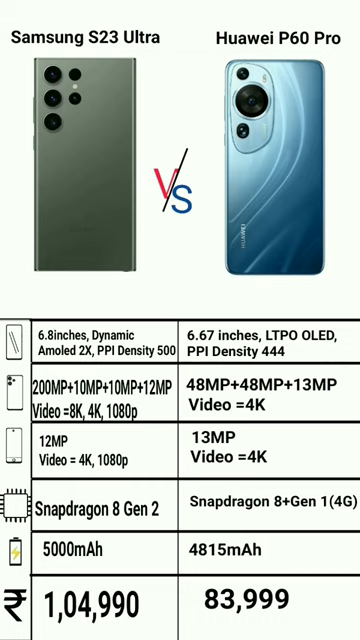 Samsung S23 Ultra
Huawei P60 Pro
VS
HUAWEI
6.8inches, Dynamic
Amoled 2X, PPI Density 500
6.67 inches, LTPO OLED,
PPI Density 444
200MP+10MP+10MP+12MP
Video =8K, 4K, 1080p
48MP+48MP+13MP
Video =4K
12MP
Video = 4K, 1080p
13MP
Video =4K
Snapdragon 8 Gen 2
Snapdragon 8+Gen 1(4G)
5000mAh
4815mAh
₹
1,04,990
83,999